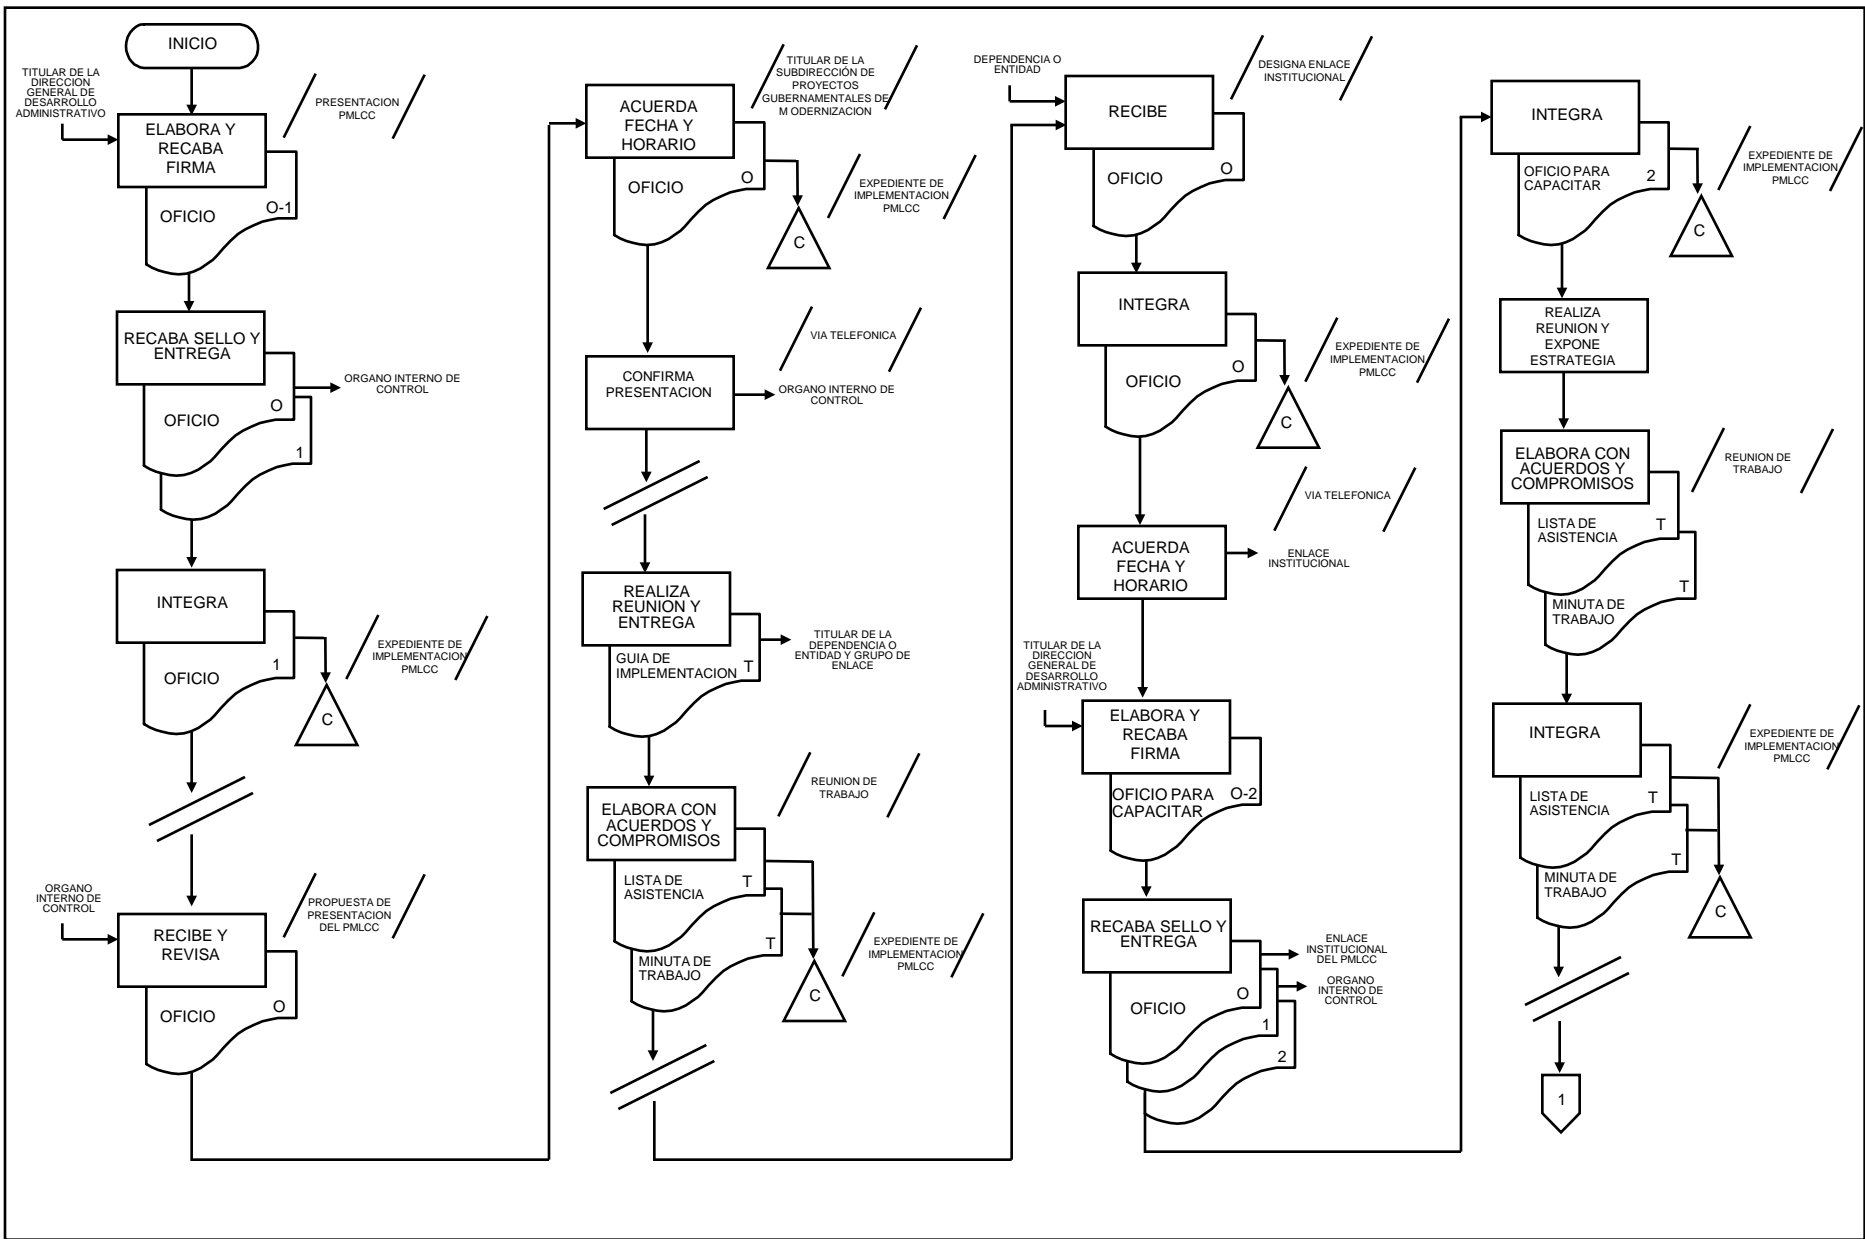 INICIO
TITULAR DE LA
DIRECCION
GENERAL DE
DESARROLLO
ADMINISTRATIVO
PRESENTACION
PMLCC
ELABORA Y
RECABA
FIRMA
OFICIO
O-1
RECABA SELLO Y
ENTREGA
ORGANO INTERNO DE
CONTROL
OFICIO
O
1
INTEGRA
OFICIO
1
EXPEDIENTE DE
IMPLEMENTACION
PMLCC
C
ORGANO
INTERNO DE
CONTROL
PROPUESTA DE
PRESENTACION
DEL PMLCC
RECIBE Y
REVISA
OFICIO
O
TITULAR DE LA
SUBDIRECCIÓN DE
PROYECTOS
GUBERNAMENTALES DE
M ODERNIZACION
ACUERDA
FECHA Y
HORARIO
OFICIO
O
EXPEDIENTE DE
IMPLEMENTACION
PMLCC
C
VIA TELEFONICA
CONFIRMA
PRESENTACION
ORGANO INTERNO DE
CONTROL
REALIZA
REUNION Y
ENTREGA
GUIA DE
IMPLEMENTACION
T
TITULAR DE LA
DEPENDENCIA O
ENTIDAD Y GRUPO DE
ENLACE
REUNION DE
TRABAJO
ELABORA CON
ACUERDOS Y
COMPROMISOS
LISTA DE
ASISTENCIA
T
MINUTA DE
TRABAJO
T
EXPEDIENTE DE
IMPLEMENTACION
PMLCC
C
DEPENDENCIA O
ENTIDAD
DESIGNA ENLACE
INSTITUCIONAL
RECIBE
OFICIO
O
INTEGRA
OFICIO
O
EXPEDIENTE DE
IMPLEMENTACION
PMLCC
C
VIA TELEFONICA
ACUERDA
FECHA Y
HORARIO
ENLACE
INSTITUCIONAL
TITULAR DE LA
DIRECCION
GENERAL DE
DESARROLLO
ADMINISTRATIVO
ELABORA Y
RECABA
FIRMA
OFICIO PARA
CAPACITAR
O-2
RECABA SELLO Y
ENTREGA
ENLACE
INSTITUCIONAL
DEL PMLCC
ORGANO
INTERNO DE
CONTROL
OFICIO
O
1
2
INTEGRA
OFICIO PARA
CAPACITAR
2
EXPEDIENTE DE
IMPLEMENTACION
PMLCC
C
REALIZA
REUNION Y
EXPONE
ESTRATEGIA
ELABORA CON
ACUERDOS Y
COMPROMISOS
REUNION DE
TRABAJO
LISTA DE
ASISTENCIA
T
MINUTA DE
TRABAJO
T
INTEGRA
EXPEDIENTE DE
IMPLEMENTACION
PMLCC
LISTA DE
ASISTENCIA
T
MINUTA DE
TRABAJO
T
C
1